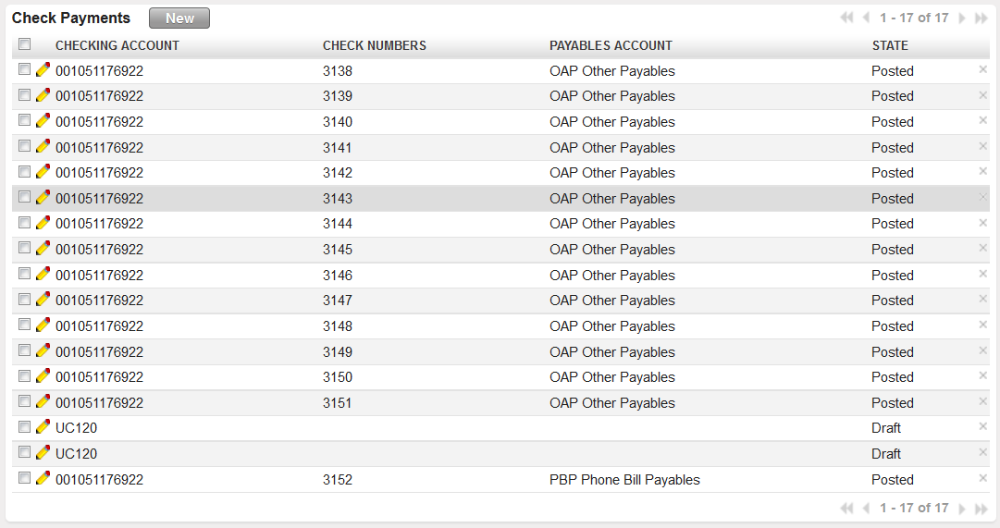 Check Payments New 1 - 17 of 17
CHECKING ACCOUNT CHECK NUMBERS PAYABLES ACCOUNT STATE
001051176922 3138 OAP Other Payables Posted
001051176922 3139 OAP Other Payables Posted
001051176922 3140 OAP Other Payables Posted
001051176922 3141 OAP Other Payables Posted
001051176922 3142 OAP Other Payables Posted
001051176922 3143 OAP Other Payables Posted
001051176922 3144 OAP Other Payables Posted
001051176922 3145 OAP Other Payables Posted
001051176922 3146 OAP Other Payables Posted
001051176922 3147 OAP Other Payables Posted
001051176922 3148 OAP Other Payables Posted
001051176922 3149 OAP Other Payables Posted
001051176922 3150 OAP Other Payables Posted
001051176922 3151 OAP Other Payables Posted
UC120 Draft
UC120 Draft
001051176922 3152 PBP Phone Bill Payables Posted
1 - 17 of 17